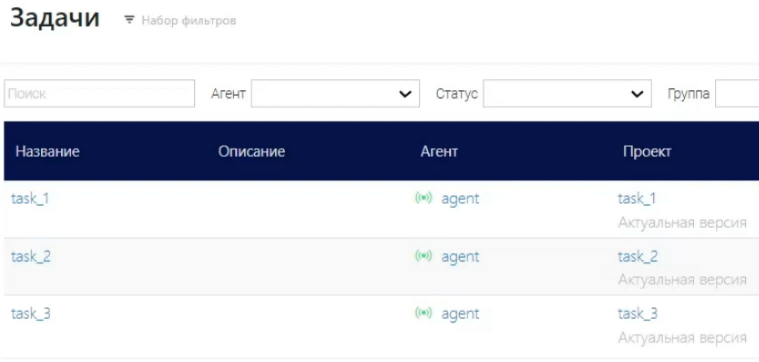 Задачи Набор фильтров
Поиск Агент Статус Группа
Название Описание Агент Проект
task_1 agent task_1
Актуальная версия
task_2 agent task_2
Актуальная версия
task_3 agent task_3
Актуальная версия